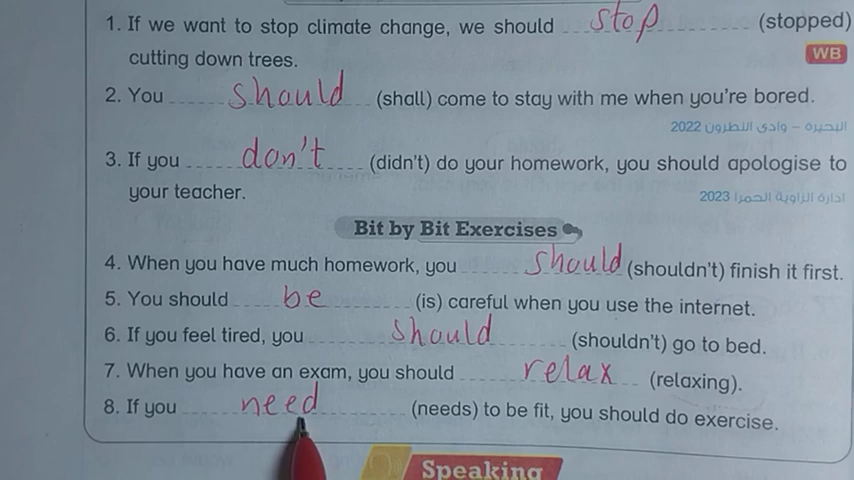 1. If we want to stop climate change, we should stop (stopped)
cutting down trees.
WB
2. You should (shall) come to stay with me when you're bored.
البحيرة – وادى النطرون 2022
3. If you don't (didn't) do your homework, you should apologise to
your teacher.
ادارة الزاوية الحمرا 2023
Bit by Bit Exercises
4. When you have much homework, you should (shouldn't) finish it first.
5. You should be (is) careful when you use the internet.
6. If you feel tired, you should (shouldn't) go to bed.
7. When you have an exam, you should relax (relaxing).
8. If you need (needs) to be fit, you should do exercise.
Speaking